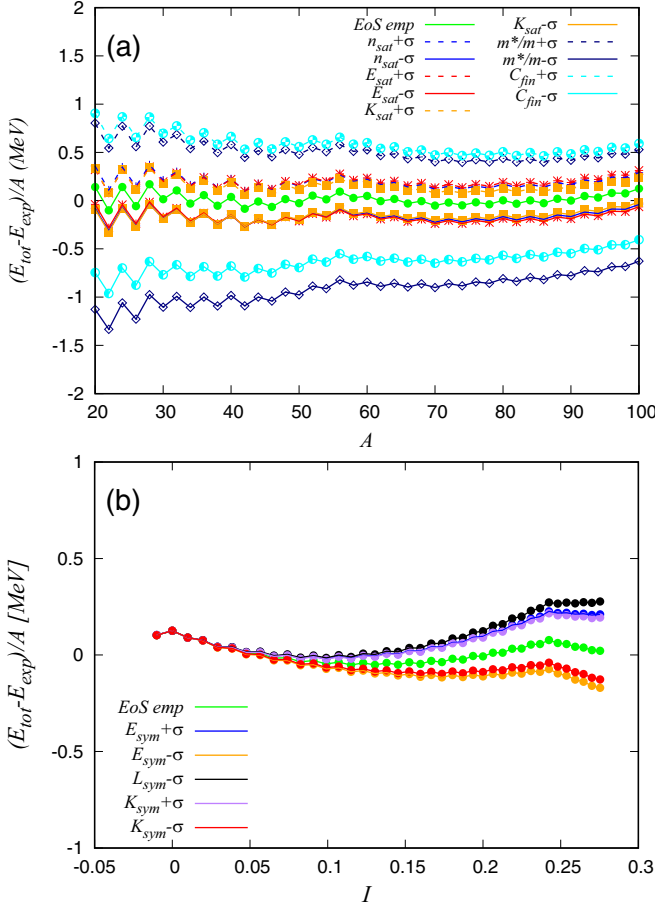 (a)
EoS emp
n_sat+σ
n_sat-σ
E_sat+σ
E_sat-σ
K_sat+σ
K_sat-σ
m*/m+σ
m*/m-σ
C_fin+σ
C_fin-σ
2
1.5
1
0.5
0
-0.5
-1
-1.5
-2
(E_tot-E_exp)/A (MeV)
20 30 40 50 60 70 80 90 100
A
(b)
1
0.5
0
-0.5
-1
(E_tot-E_exp)/A [MeV]
EoS emp
E_sym+σ
E_sym-σ
L_sym-σ
K_sym+σ
K_sym-σ
-0.05 0 0.05 0.1 0.15 0.2 0.25 0.3
I